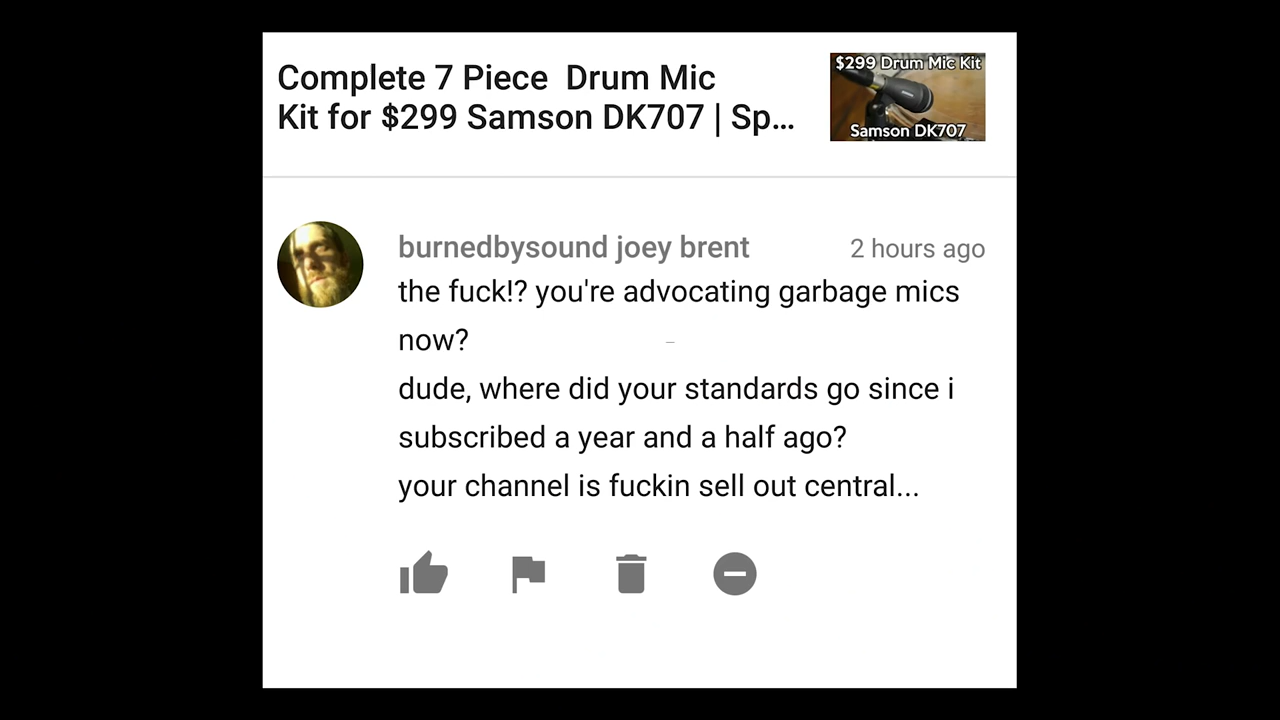 Complete 7 Piece  Drum Mic
Kit for $299 Samson DK707 | Sp...
$299 Drum Mic Kit
Samson DK707
burnedbysound joey brent
2 hours ago
the fuck!? you're advocating garbage mics
now?
dude, where did your standards go since i
subscribed a year and a half ago?
your channel is fuckin sell out central...